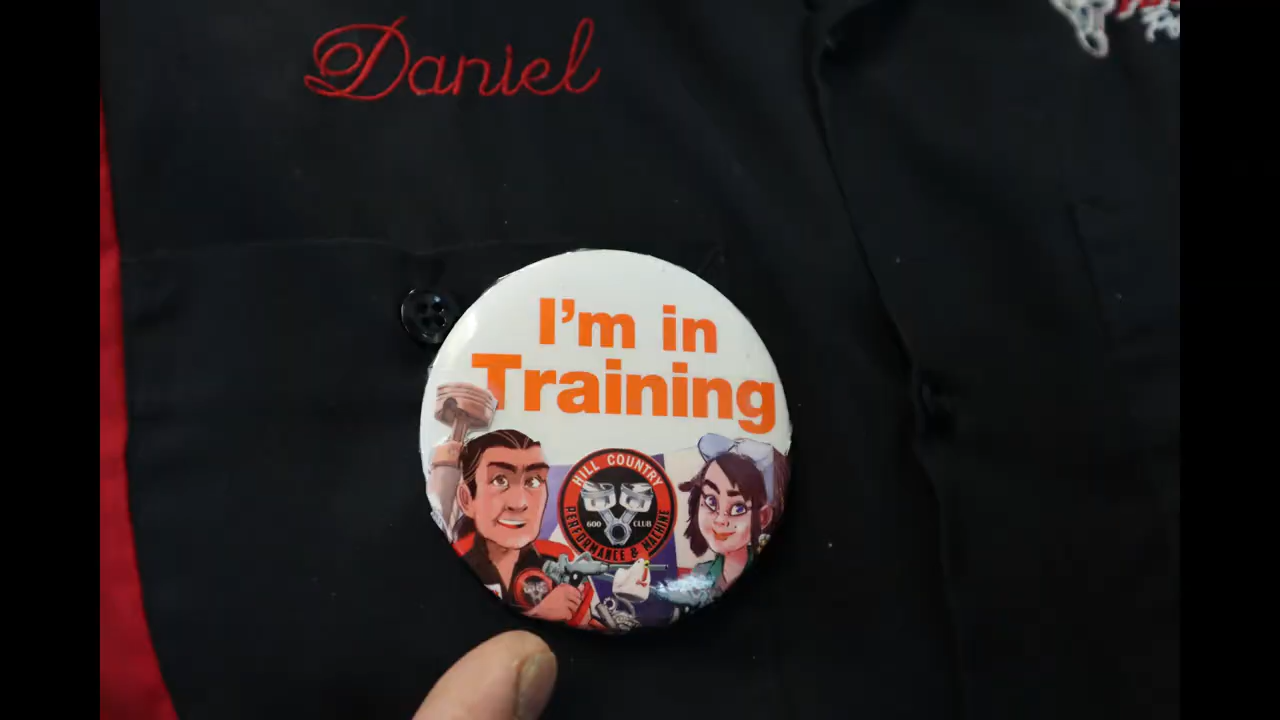 Daniel
I'm in
Training
HILL COUNTRY
600 CLUB
PERFORMANCE & MACHINE